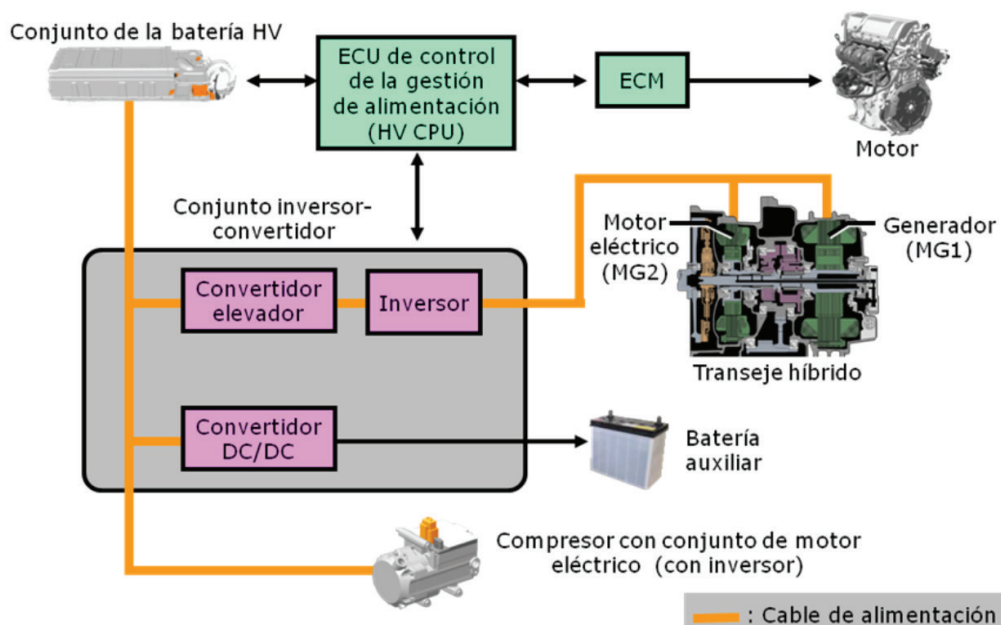 Conjunto de la batería HV
ECU de control
de la gestión
de alimentación
(HV CPU)
ECM
Motor
Conjunto inversor-
convertidor
Motor
eléctrico
(MG2)
Generador
(MG1)
Convertidor
elevador
Inversor
Transeje híbrido
Convertidor
DC/DC
Batería
auxiliar
Compresor con conjunto de motor
eléctrico (con inversor)
: Cable de alimentación